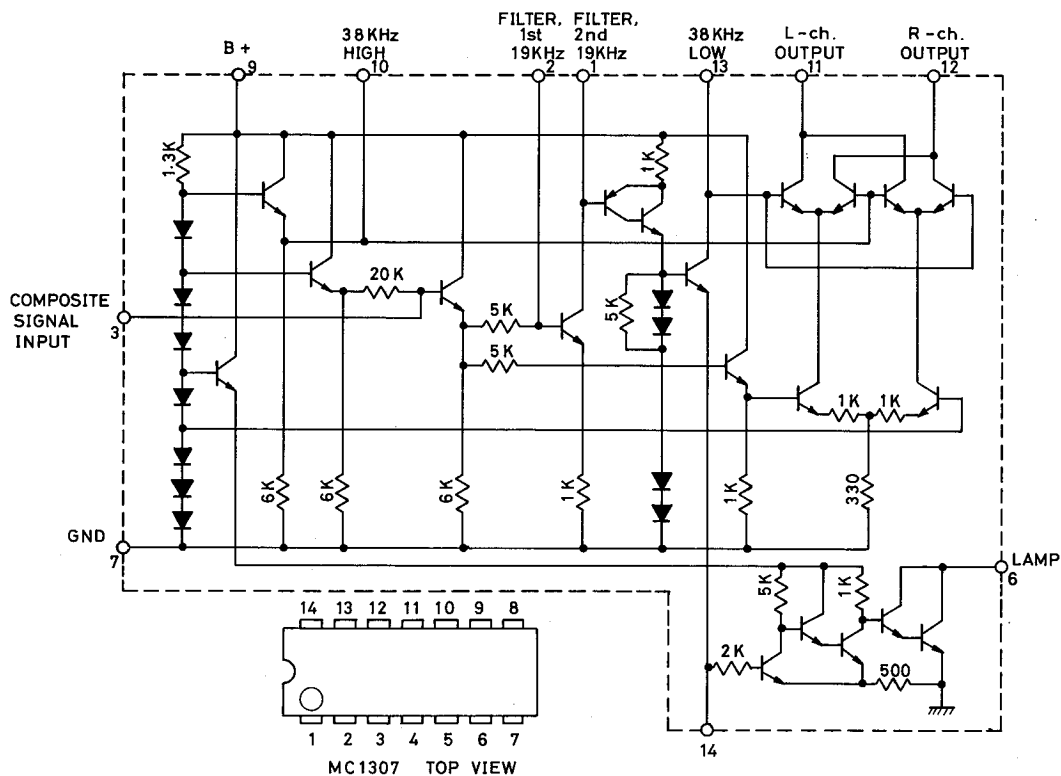 B +
9
38KHz
HIGH
10
FILTER,
1st
19KHz
2
FILTER,
2nd
19KHz
1
38KHz
LOW
13
L-ch.
OUTPUT
11
R-ch.
OUTPUT
12
1.3K
1K
20K
COMPOSITE
SIGNAL
INPUT
3
5K
5K
5K
1K
1K
6K
6K
6K
1K
1K
330
GND
7
LAMP
6
5K
1K
2K
500
14
14 13 12 11 10 9 8
1 2 3 4 5 6 7
MC1307 TOP VIEW